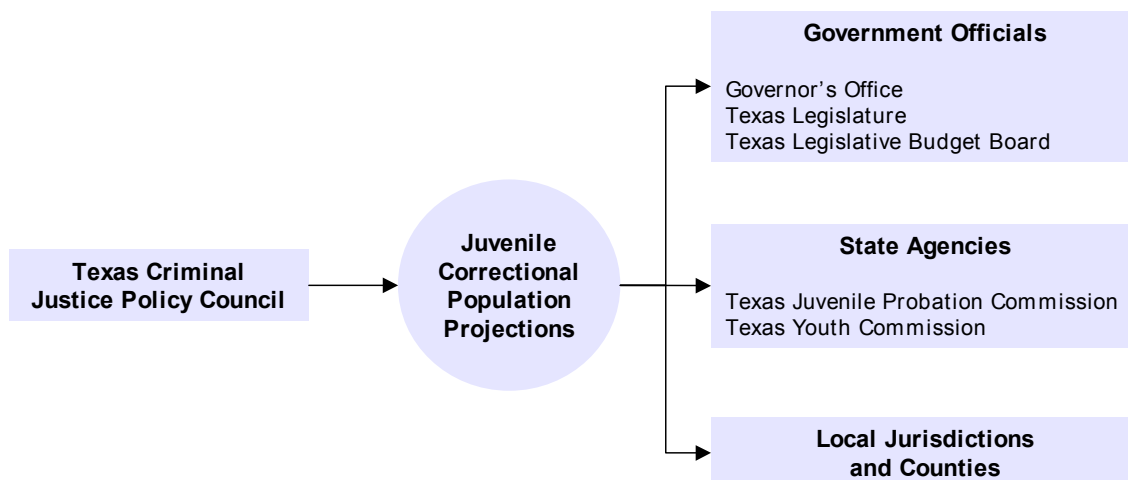 Texas Criminal
Justice Policy Council
Juvenile
Correctional
Population
Projections
Government Officials
Governor’s Office
Texas Legislature
Texas Legislative Budget Board
State Agencies
Texas Juvenile Probation Commission
Texas Youth Commission
Local Jurisdictions
and Counties